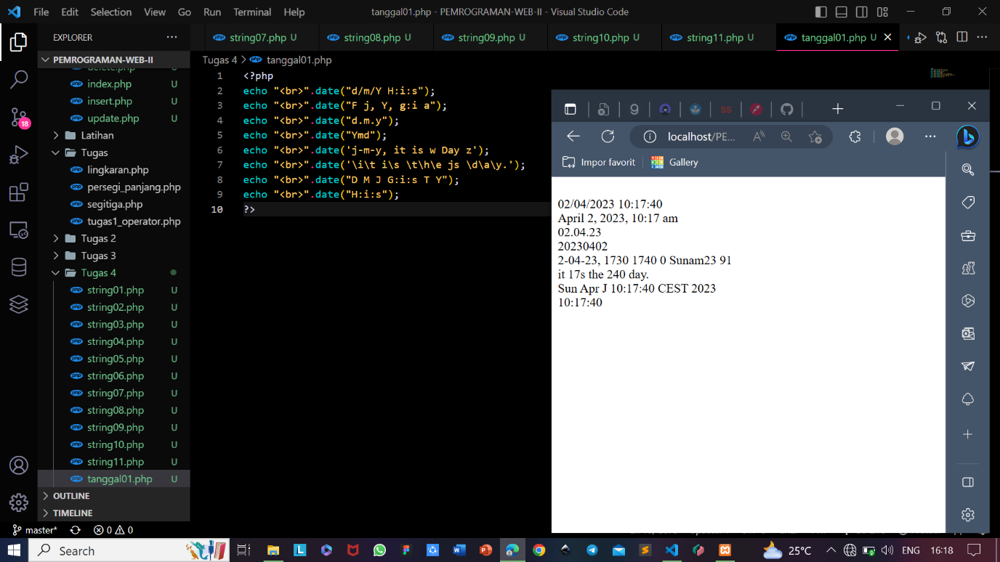 File Edit Selection View Go Run Terminal Help tanggal01.php - PEMROGRAMAN-WEB-II - Visual Studio Code
EXPLORER
string07.php U string08.php U string09.php U string10.php U string11.php U tanggal01.php U
PEMROGRAMAN-WEB-II
delete.php U
index.php U
insert.php U
update.php U
Latihan
Tugas
lingkaran.php
persegi_panjang.php
segitiga.php
tugas1_operator.php
Tugas 2
Tugas 3
Tugas 4
string01.php U
string02.php U
string03.php U
string04.php U
string05.php U
string06.php U
string07.php U
string08.php U
string09.php U
string10.php U
string11.php U
tanggal01.php U
OUTLINE
TIMELINE
18
Tugas 4 > tanggal01.php
1 <?php
2 echo "<br>".date("d/m/Y H:i:s");
3 echo "<br>".date("F j, Y, g:i a");
4 echo "<br>".date("d.m.y");
5 echo "<br>".date("Ymd");
6 echo "<br>".date('j-m-y, it is w Day z');
7 echo "<br>".date('\i\t i\s \t\h\e js \d\a\y.');
8 echo "<br>".date("D M J G:i:s T Y");
9 echo "<br>".date("H:i:s");
10 ?>
localhost/PE...
Impor favorit Gallery
02/04/2023 10:17:40
April 2, 2023, 10:17 am
02.04.23
20230402
2-04-23, 1730 1740 0 Sunam23 91
it 17s the 240 day.
Sun Apr J 10:17:40 CEST 2023
10:17:40
master* 0 0
Search
25°C ENG 16:18